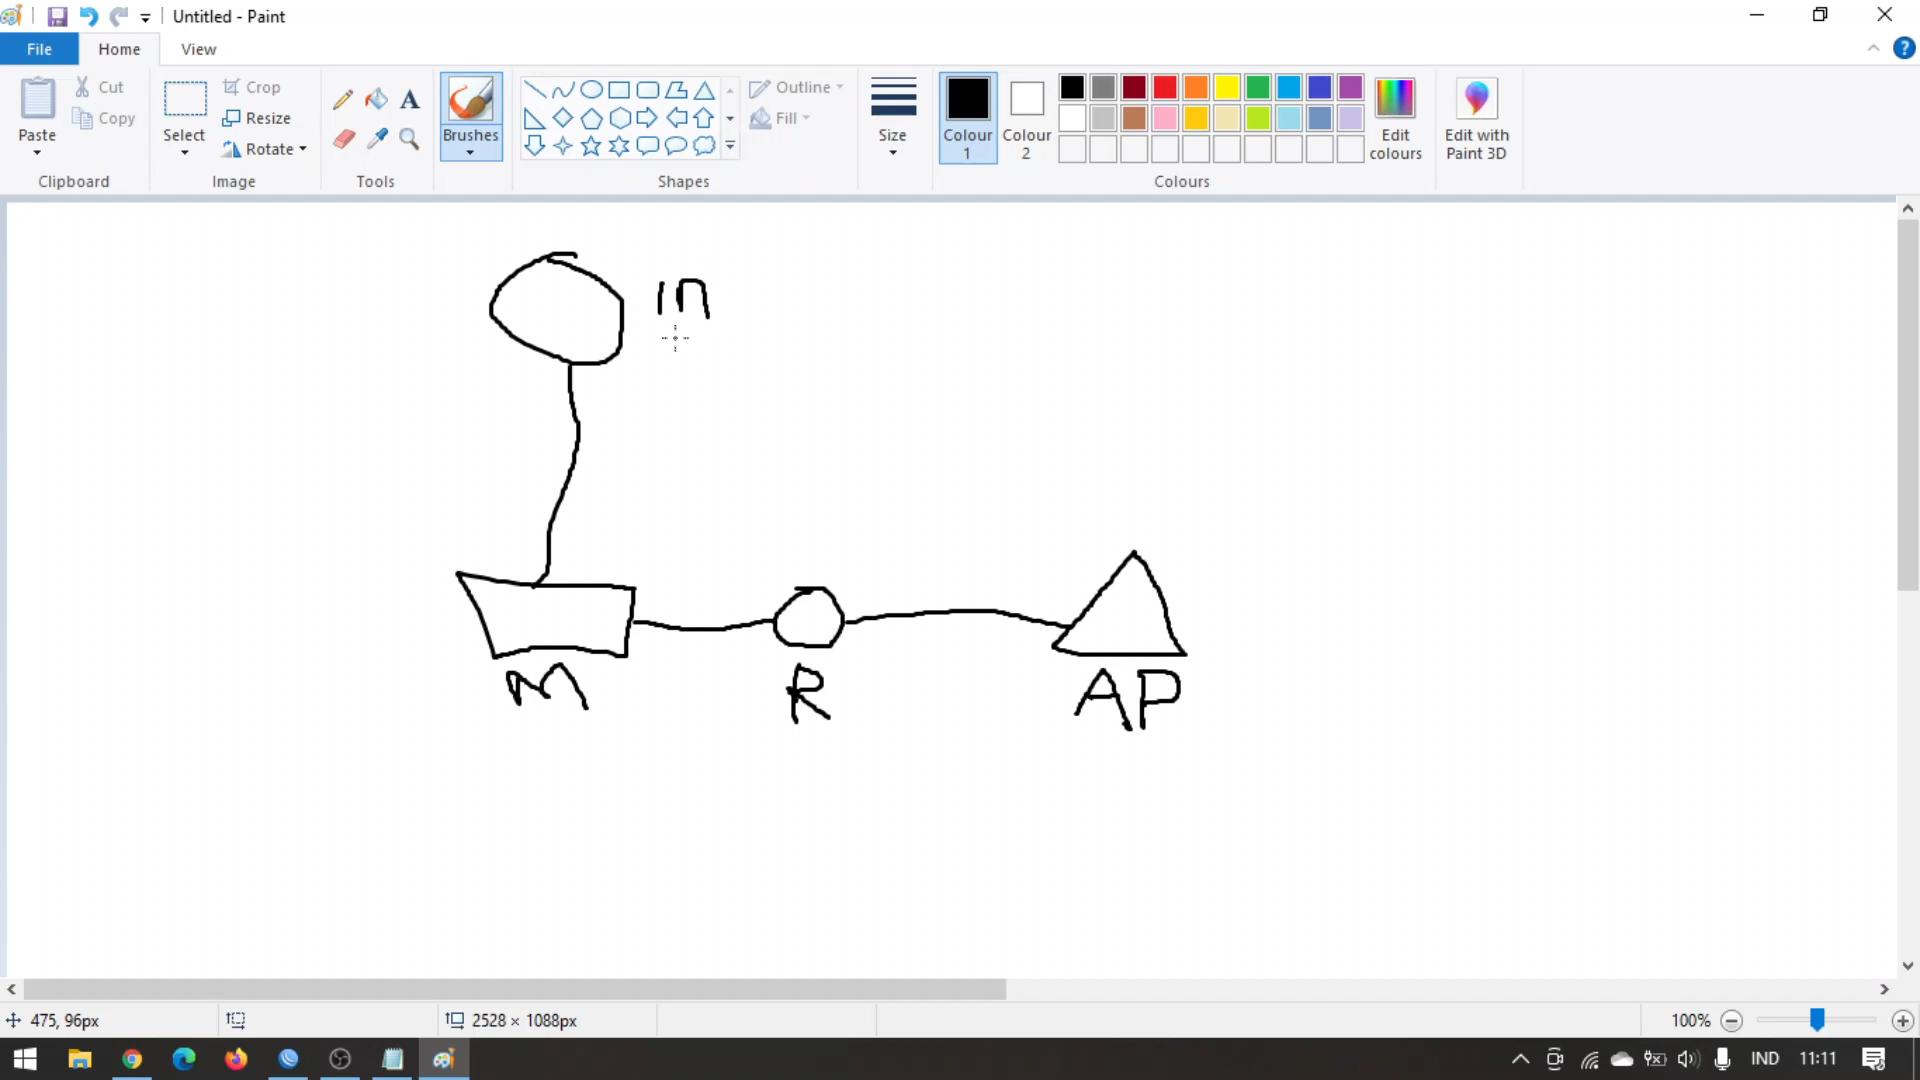 Untitled - Paint
File Home View
Paste
Cut
Copy
Clipboard
Select
Crop
Resize
Rotate
Image
Tools
Brushes
Outline
Fill
Shapes
Size
Colour 1
Colour 2
Edit colours
Colours
Edit with Paint 3D
in
M R AP
475, 96px
2528 × 1088px
100%
IND 11:11